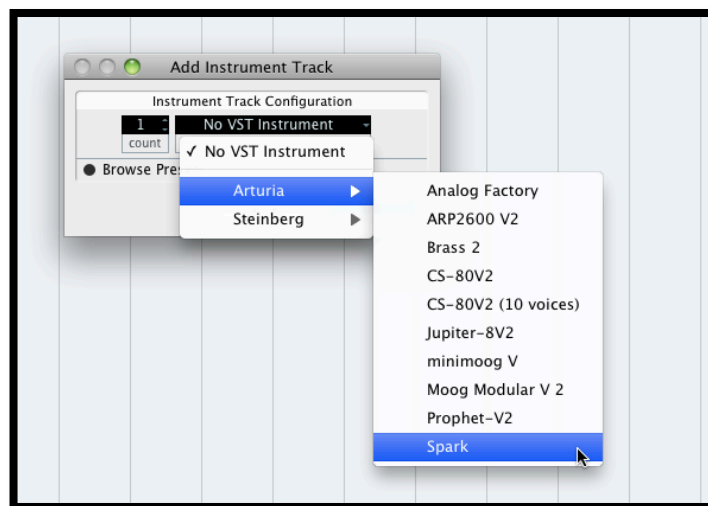 Add Instrument Track
Instrument Track Configuration
1 No VST Instrument
count
✓ No VST Instrument
Browse
Arturia
Steinberg
Analog Factory
ARP2600 V2
Brass 2
CS-80V2
CS-80V2 (10 voices)
Jupiter-8V2
minimoog V
Moog Modular V 2
Prophet-V2
Spark